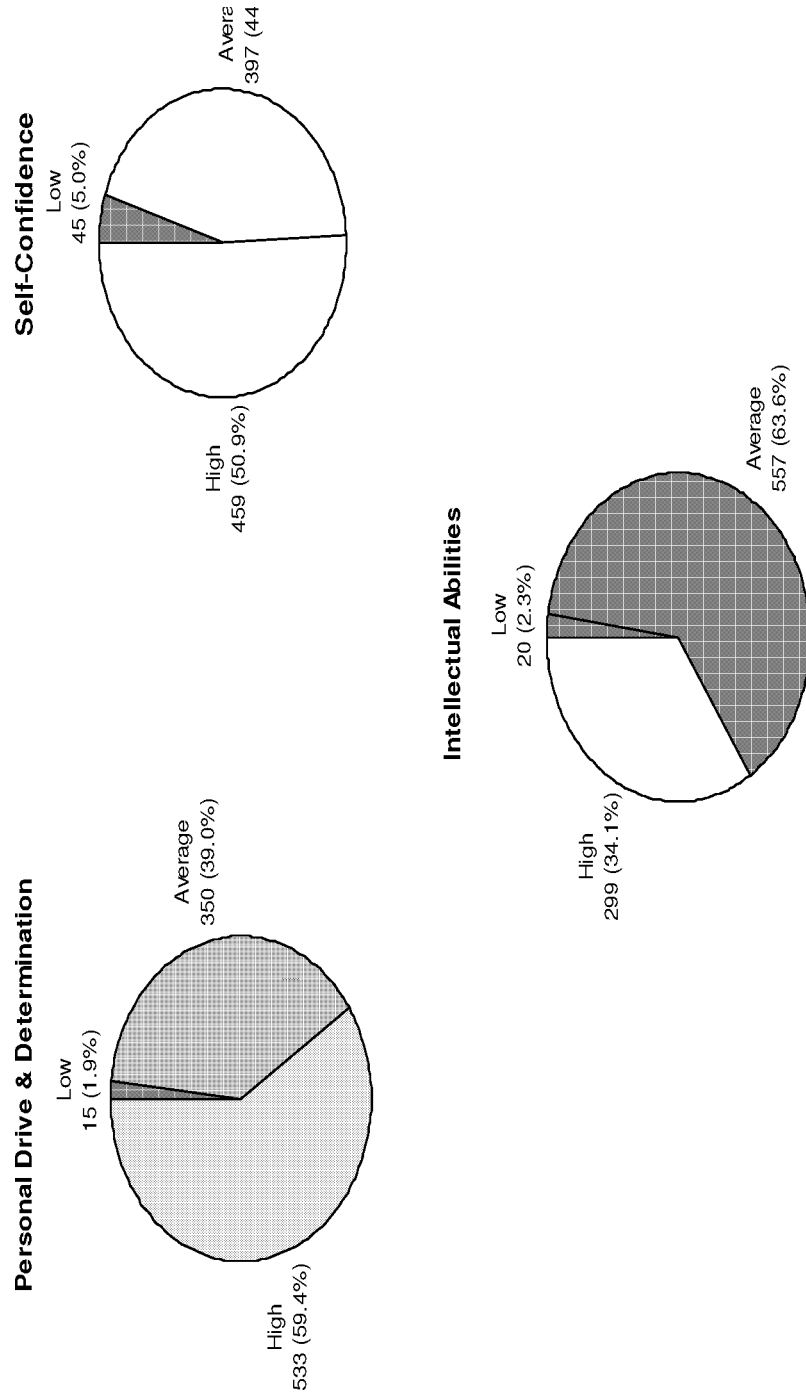 Personal Drive & Determination
Low
15 (1.9%)
Average
350 (39.0%)
High
533 (59.4%)
Self-Confidence
Low
45 (5.0%)
Avera
397 (44
High
459 (50.9%)
Intellectual Abilities
Low
20 (2.3%)
Average
557 (63.6%)
High
299 (34.1%)